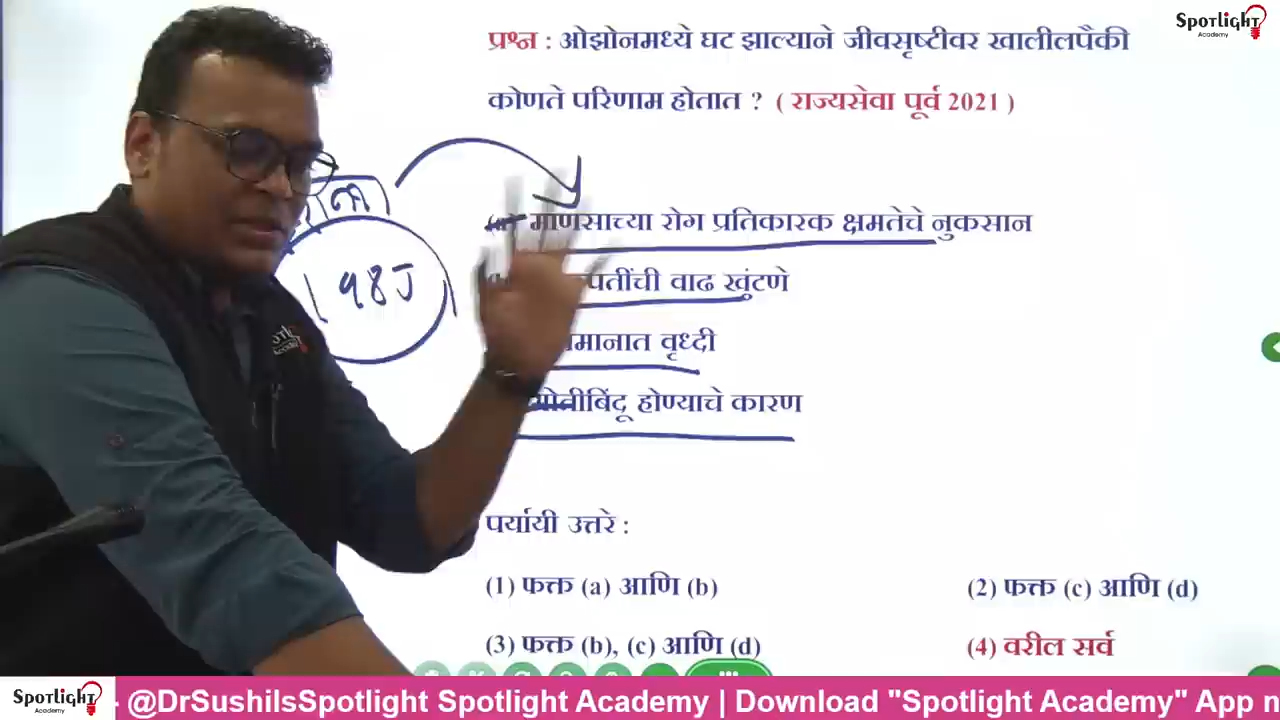 Spotlight
Academy
प्रश्न : ओझोनमध्ये घट झाल्याने जीवसृष्टीवर खालीलपैकी
कोणते परिणाम होतात ? ( राज्यसेवा पूर्व 2021 )
(a) माणसाच्या रोग प्रतिकारक क्षमतेचे नुकसान
पतींची वाढ खुंटणे
मानात वृध्दी
मोतीबिंदू होण्याचे कारण
पर्यायी उत्तरे :
(1) फक्त (a) आणि (b)
(2) फक्त (c) आणि (d)
(3) फक्त (b), (c) आणि (d)
(4) वरील सर्व
Spotlight
Academy
@DrSushilsSpotlight Spotlight Academy | Download "Spotlight Academy" App n